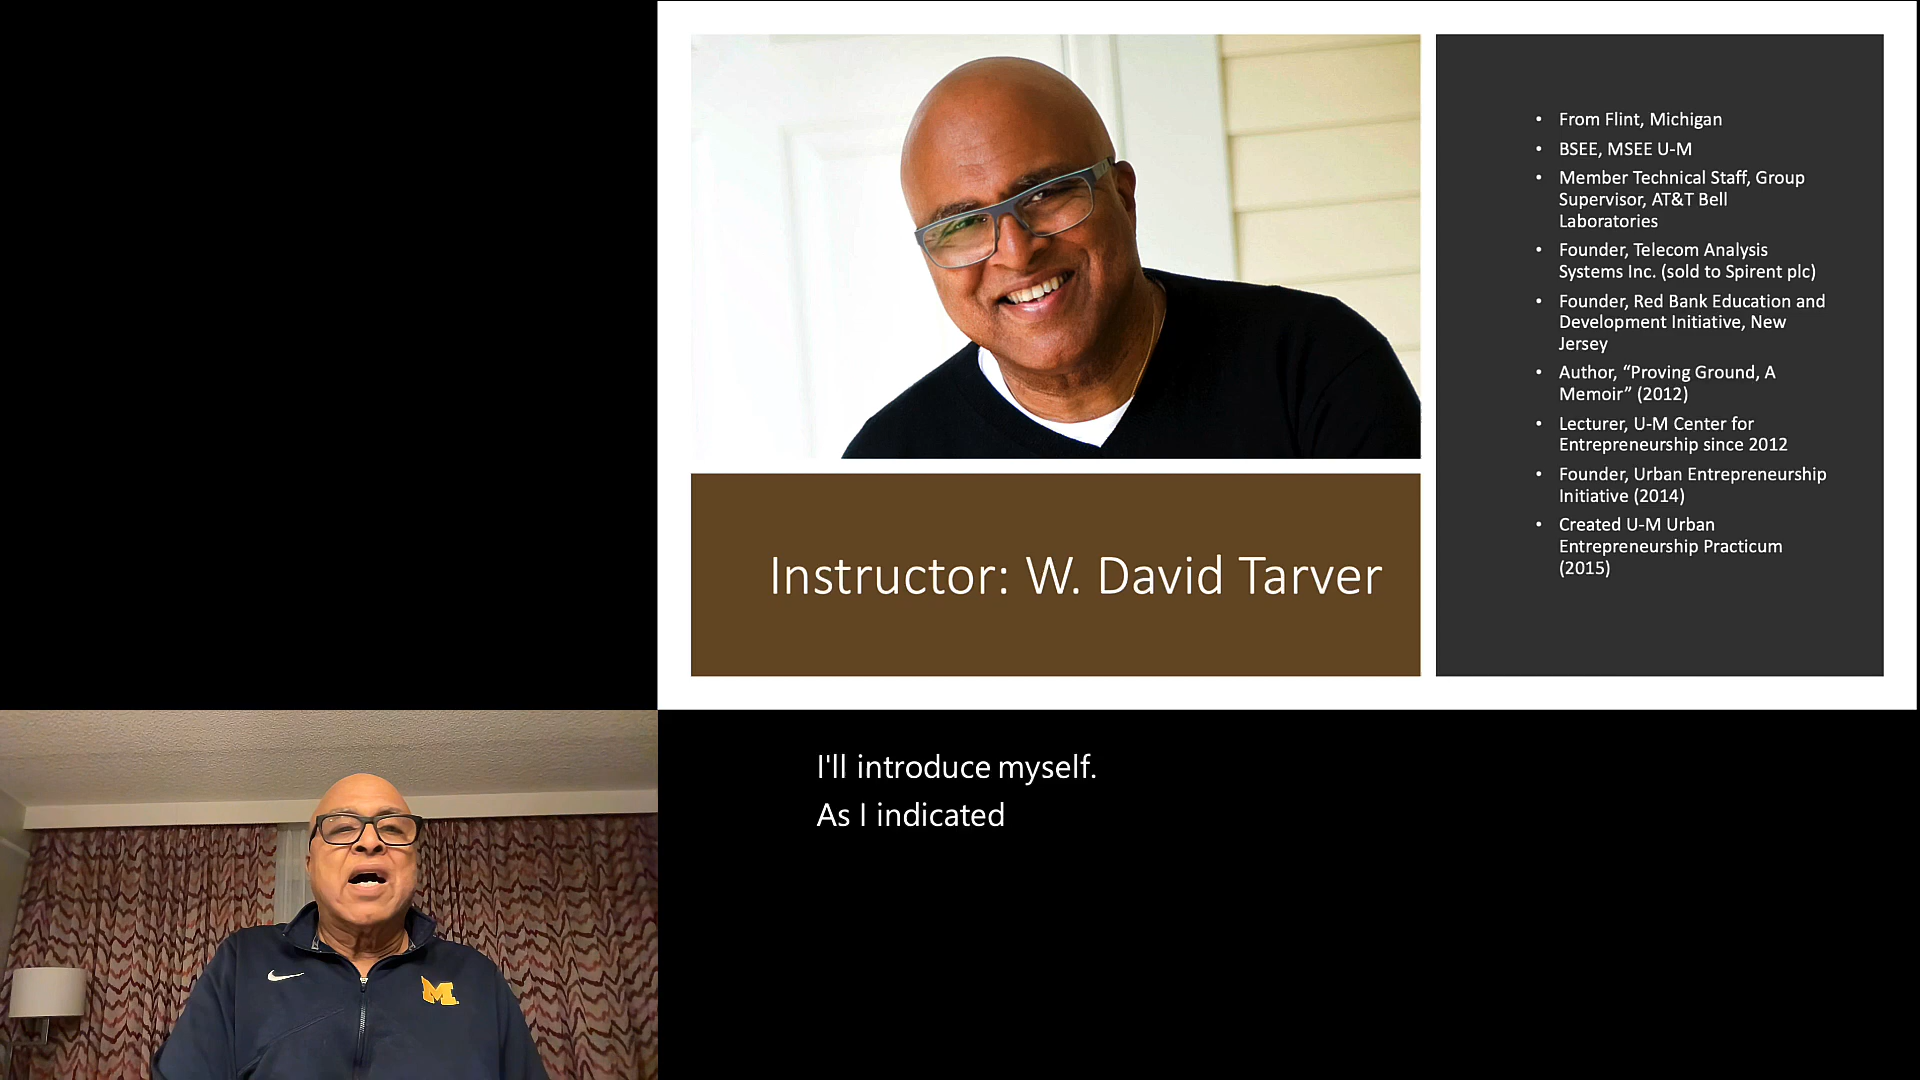 • From Flint, Michigan
• BSEE, MSEE U-M
• Member Technical Staff, Group
Supervisor, AT&T Bell
Laboratories
• Founder, Telecom Analysis
Systems Inc. (sold to Spirent plc)
• Founder, Red Bank Education and
Development Initiative, New
Jersey
• Author, “Proving Ground, A
Memoir” (2012)
• Lecturer, U-M Center for
Entrepreneurship since 2012
• Founder, Urban Entrepreneurship
Initiative (2014)
• Created U-M Urban
Entrepreneurship Practicum
(2015)
Instructor: W. David Tarver
I'll introduce myself.
As I indicated
M